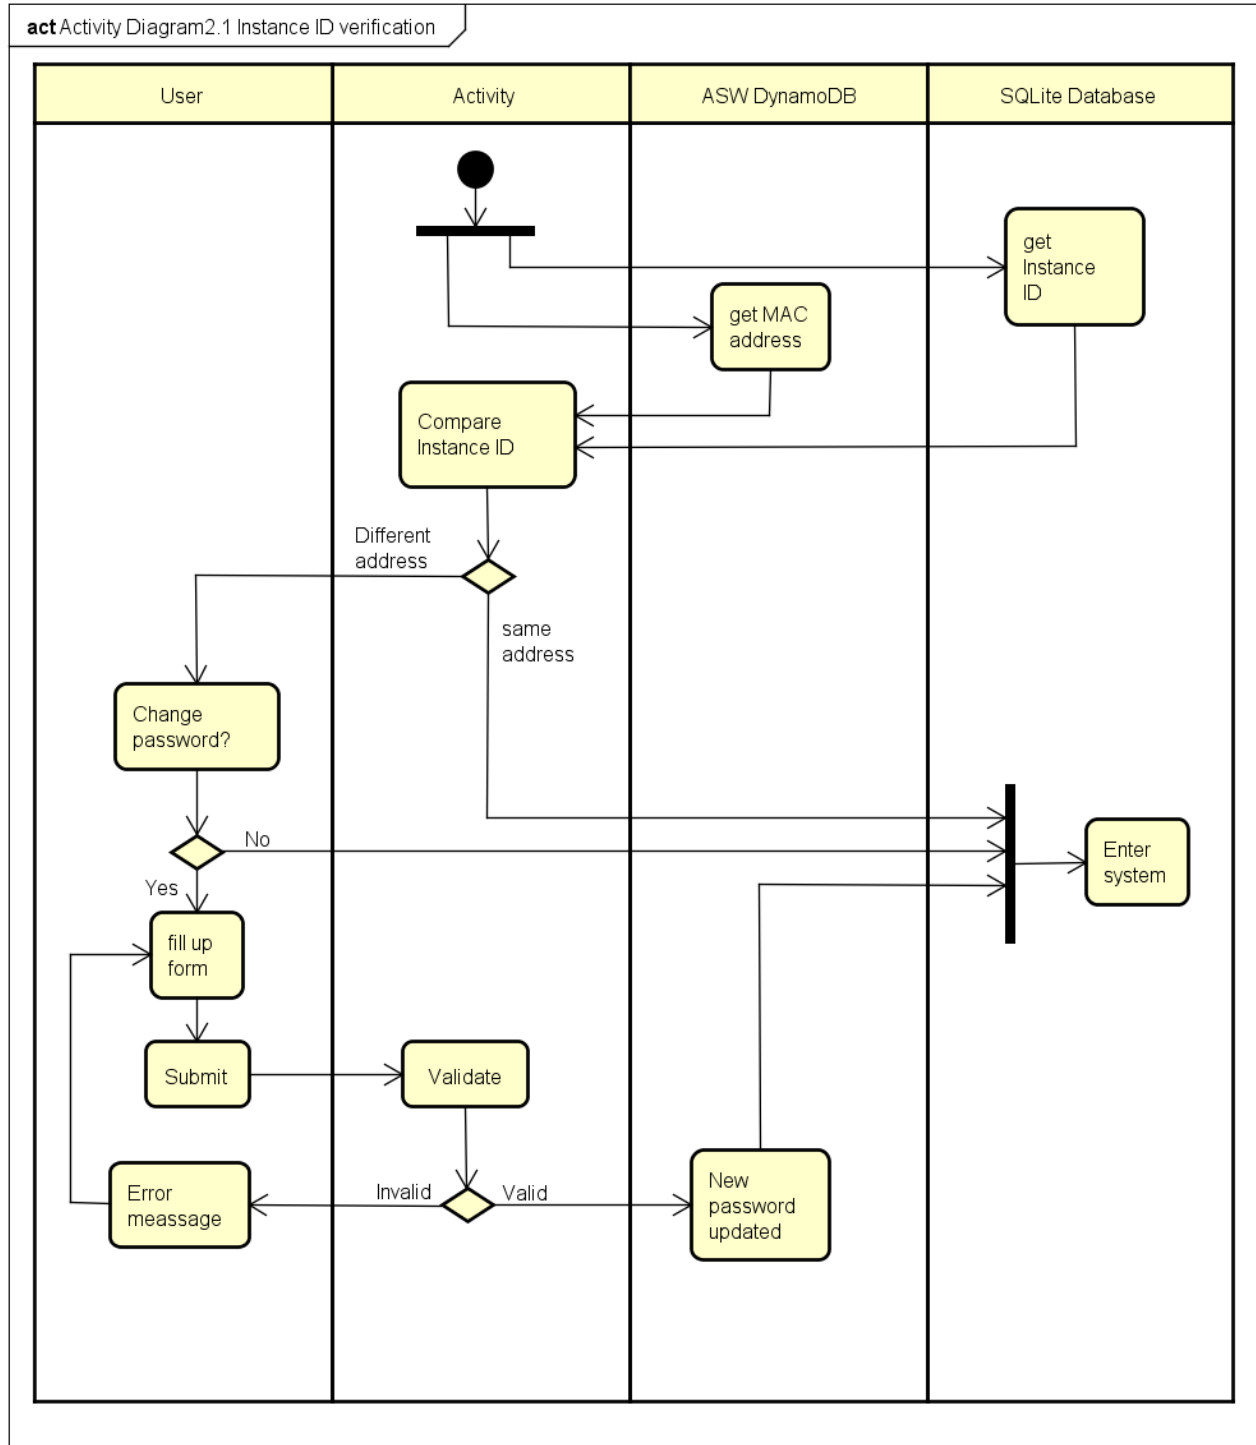 act Activity Diagram2.1 Instance ID verification
User
Activity
ASW DynamoDB
SQLite Database
get
Instance
ID
get MAC
address
Compare
Instance ID
Different
address
same
address
Change
password?
No
Yes
Enter
system
fill up
form
Submit
Validate
Error
meassage
Invalid
Valid
New
password
updated